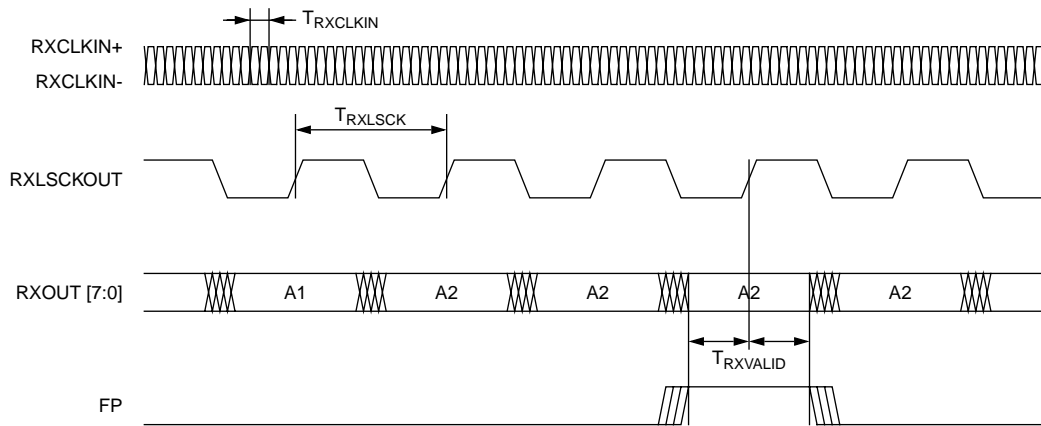 TRXCLKIN
RXCLKIN+
RXCLKIN-
TRXLSCK
RXLSCKOUT
RXOUT [7:0] A1 A2 A2 A2 A2
TRXVALID
FP